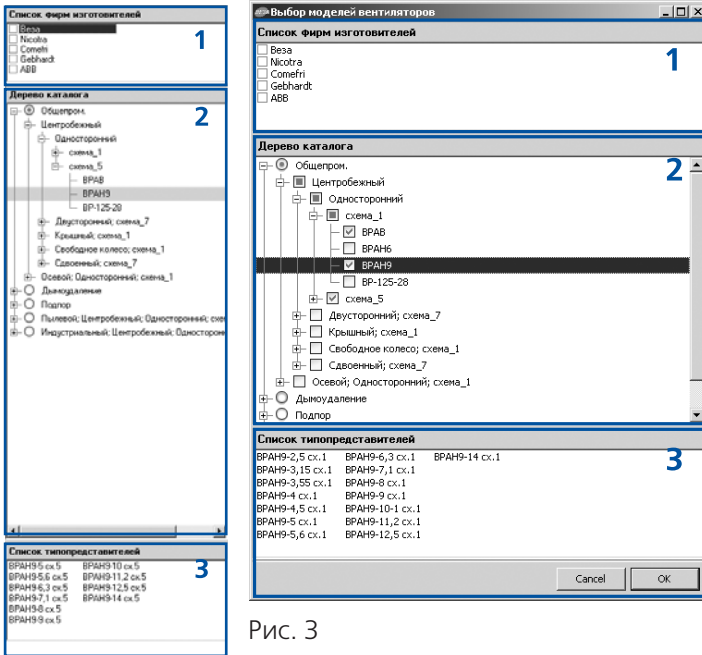 Список фирм изготовителей
1
Веза
Nicotra
Comefri
Gebhardt
ABB
Дерево каталога
2
Общепром.
Центробежный
Односторонний
схема_1
схема_5
ВРАВ
ВРАН9
ВР-125-28
Двусторонний; схема_7
Крышный; схема_1
Свободное колесо; схема_1
Сдвоенный; схема_7
Осевой; Односторонний; схема_1
Дымоудаление
Подпор
Пылевой; Центробежный; Односторонний; схе
Индустриальный; Центробежный; Односторонн
Список типопредставителей
3
ВРАН9-5 сх.5 ВРАН9-10 сх.5
ВРАН9-5,6 сх.5 ВРАН9-11,2 сх.5
ВРАН9-6,3 сх.5 ВРАН9-12,5 сх.5
ВРАН9-7,1 сх.5 ВРАН9-14 сх.5
ВРАН9-8 сх.5
ВРАН9-9 сх.5
Выбор моделей вентиляторов
Список фирм изготовителей
1
Веза
Nicotra
Comefri
Gebhardt
ABB
Дерево каталога
2
Общепром.
Центробежный
Односторонний
схема_1
ВРАВ
ВРАН6
ВРАН9
ВР-125-28
схема_5
Двусторонний; схема_7
Крышный; схема_1
Свободное колесо; схема_1
Сдвоенный; схема_7
Осевой; Односторонний; схема_1
Дымоудаление
Подпор
Список типопредставителей
3
ВРАН9-2,5 сх.1 ВРАН9-6,3 сх.1 ВРАН9-14 сх.1
ВРАН9-3,15 сх.1 ВРАН9-7,1 сх.1
ВРАН9-3,55 сх.1 ВРАН9-8 сх.1
ВРАН9-4 сх.1 ВРАН9-9 сх.1
ВРАН9-4,5 сх.1 ВРАН9-10-1 сх.1
ВРАН9-5 сх.1 ВРАН9-11,2 сх.1
ВРАН9-5,6 сх.1 ВРАН9-12,5 сх.1
Cancel OK
Рис. 3